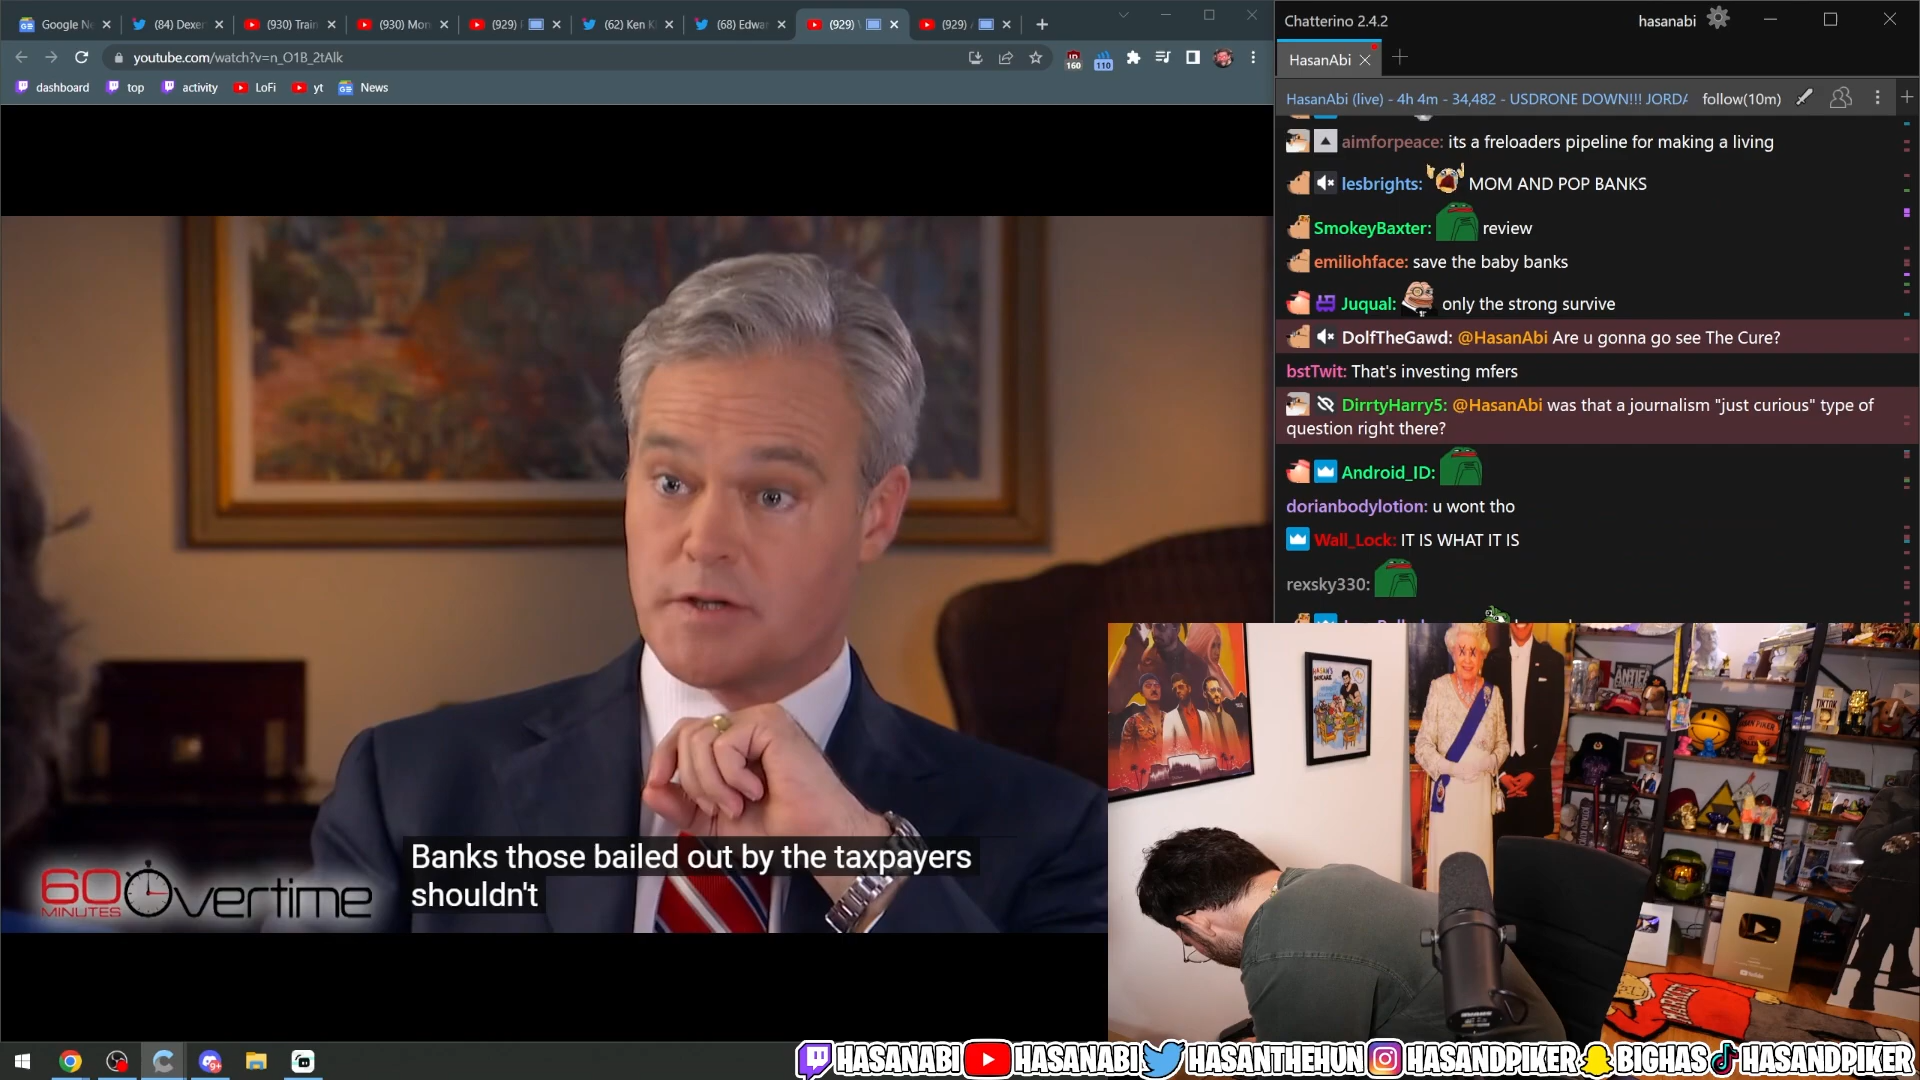 Google Ne
(84) Dexer
(930) Train
(930) Mon
(929)
(62) Ken K
(68) Edwar
(929)
(929)
youtube.com/watch?v=n_O1B_2tAlk
160
110
dashboard
top
activity
LoFi
yt
News
Chatterino 2.4.2
hasanabi
HasanAbi
HasanAbi (live) - 4h 4m - 34,482 - USDRONE DOWN!!! JORDA
follow(10m)
aimforpeace: its a freloaders pipeline for making a living
lesbrights: MOM AND POP BANKS
SmokeyBaxter: review
emiliohface: save the baby banks
Juqual: only the strong survive
DolfTheGawd: @HasanAbi Are u gonna go see The Cure?
bstTwit: That's investing mfers
DirrtyHarry5: @HasanAbi was that a journalism "just curious" type of
question right there?
Android_ID:
dorianbodylotion: u wont tho
Wall_Lock: IT IS WHAT IT IS
rexsky330:
Banks those bailed out by the taxpayers
shouldn't
60 MINUTES Overtime
HASANABI HASANABI HASANTHEHUN HASANDPIKER BIGHAS HASANDPIKER